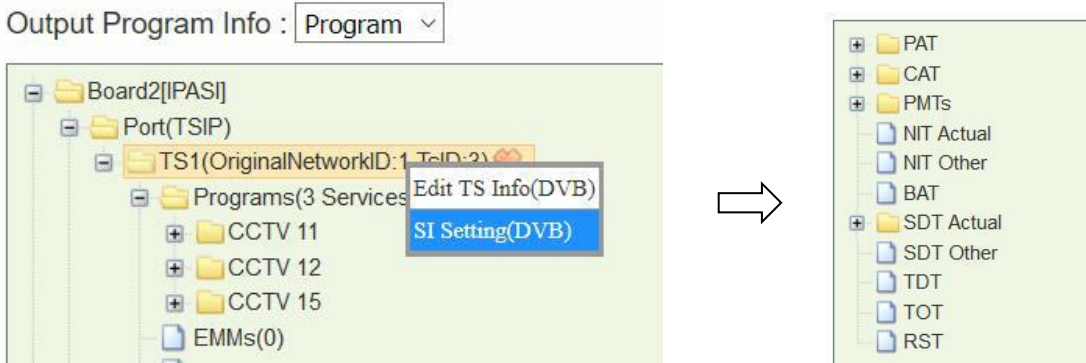 Output Program Info : Program
Board2[IPASI]
Port(TSIP)
TS1(OriginalNetworkID:1 TsID:3)
Edit TS Info(DVB)
SI Setting(DVB)
Programs(3 Services
CCTV 11
CCTV 12
CCTV 15
EMMs(0)
PAT
CAT
PMTs
NIT Actual
NIT Other
BAT
SDT Actual
SDT Other
TDT
TOT
RST